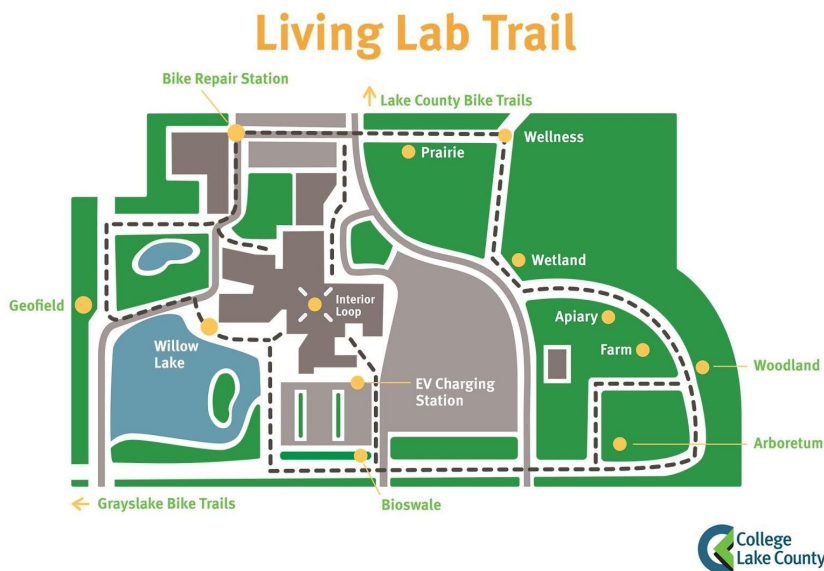 Living Lab Trail
Bike Repair Station
Lake County Bike Trails
Wellness
Prairie
Wetland
Geofield
Interior
Loop
Apiary
Willow
Lake
Farm
Woodland
EV Charging
Station
Arboretum
Grayslake Bike Trails
Bioswale
College
Lake County